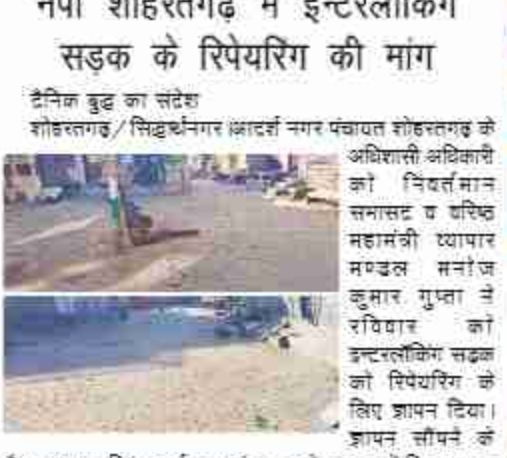 नपा शोहरतगढ़ में इन्टरलॉकिंग
सड़क के रिपेयरिंग की मांग
दैनिक बुद्ध का संदेश
शोहरतगढ़/सिद्धार्थनगर।आदर्श नगर पंचायत शोहरतगढ़ के
अधिशासी अधिकारी
को निवर्तमान
सभासद व वरिष्ठ
महामंत्री व्यापार
मण्डल मनोज
कुमार गुप्ता ने
रविवार को
इन्टरलॉकिंग सड़क
को रिपेयरिंग के
लिए ज्ञापन दिया।
ज्ञापन सौंपने के